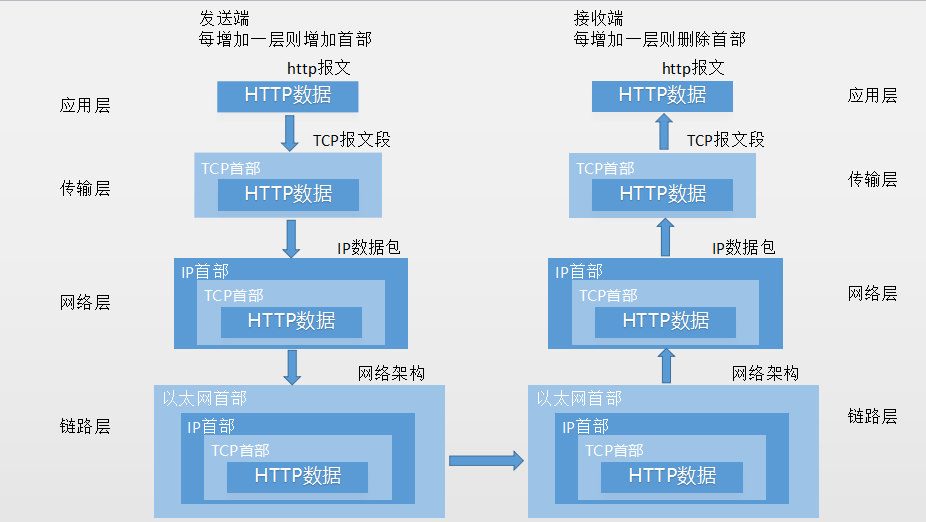 发送端
每增加一层则增加首部
http报文
HTTP数据
应用层
TCP报文段
TCP首部
HTTP数据
传输层
IP数据包
IP首部
TCP首部
HTTP数据
网络层
网络架构
以太网首部
IP首部
TCP首部
HTTP数据
链路层
接收端
每增加一层则删除首部
http报文
HTTP数据
应用层
TCP报文段
TCP首部
HTTP数据
传输层
IP数据包
IP首部
TCP首部
HTTP数据
网络层
网络架构
以太网首部
IP首部
TCP首部
HTTP数据
链路层